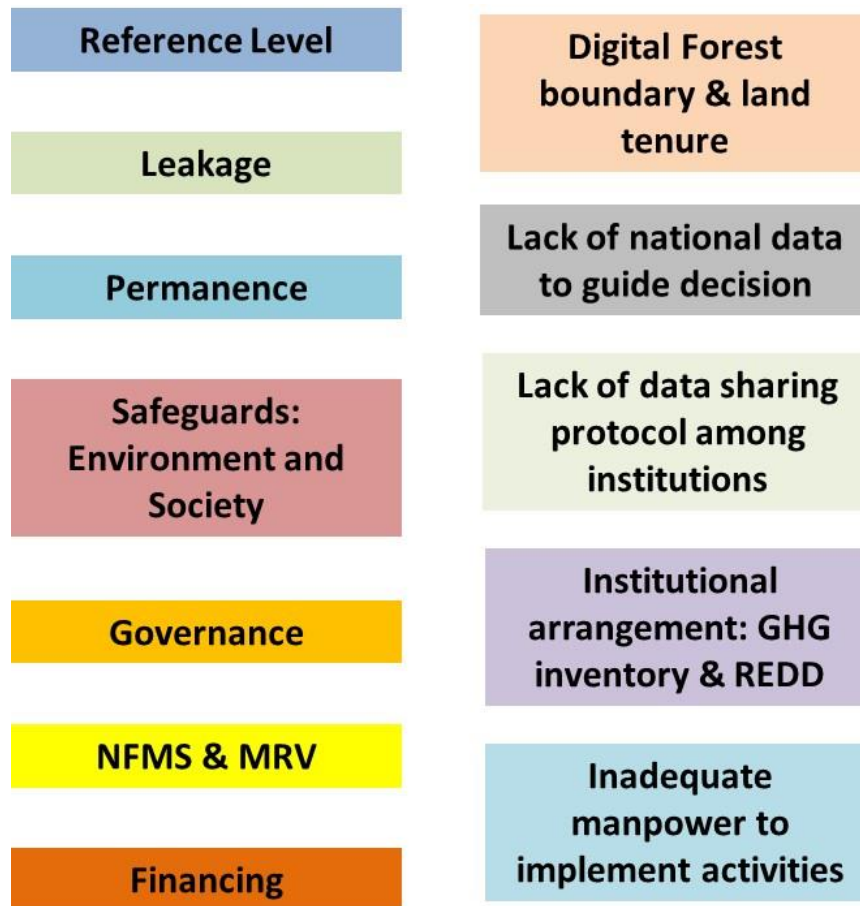 Reference Level
Leakage
Permanence
Safeguards:
Environment and
Society
Governance
NFMS & MRV
Financing
Digital Forest
boundary & land
tenure
Lack of national data
to guide decision
Lack of data sharing
protocol among
institutions
Institutional
arrangement: GHG
inventory & REDD
Inadequate
manpower to
implement activities